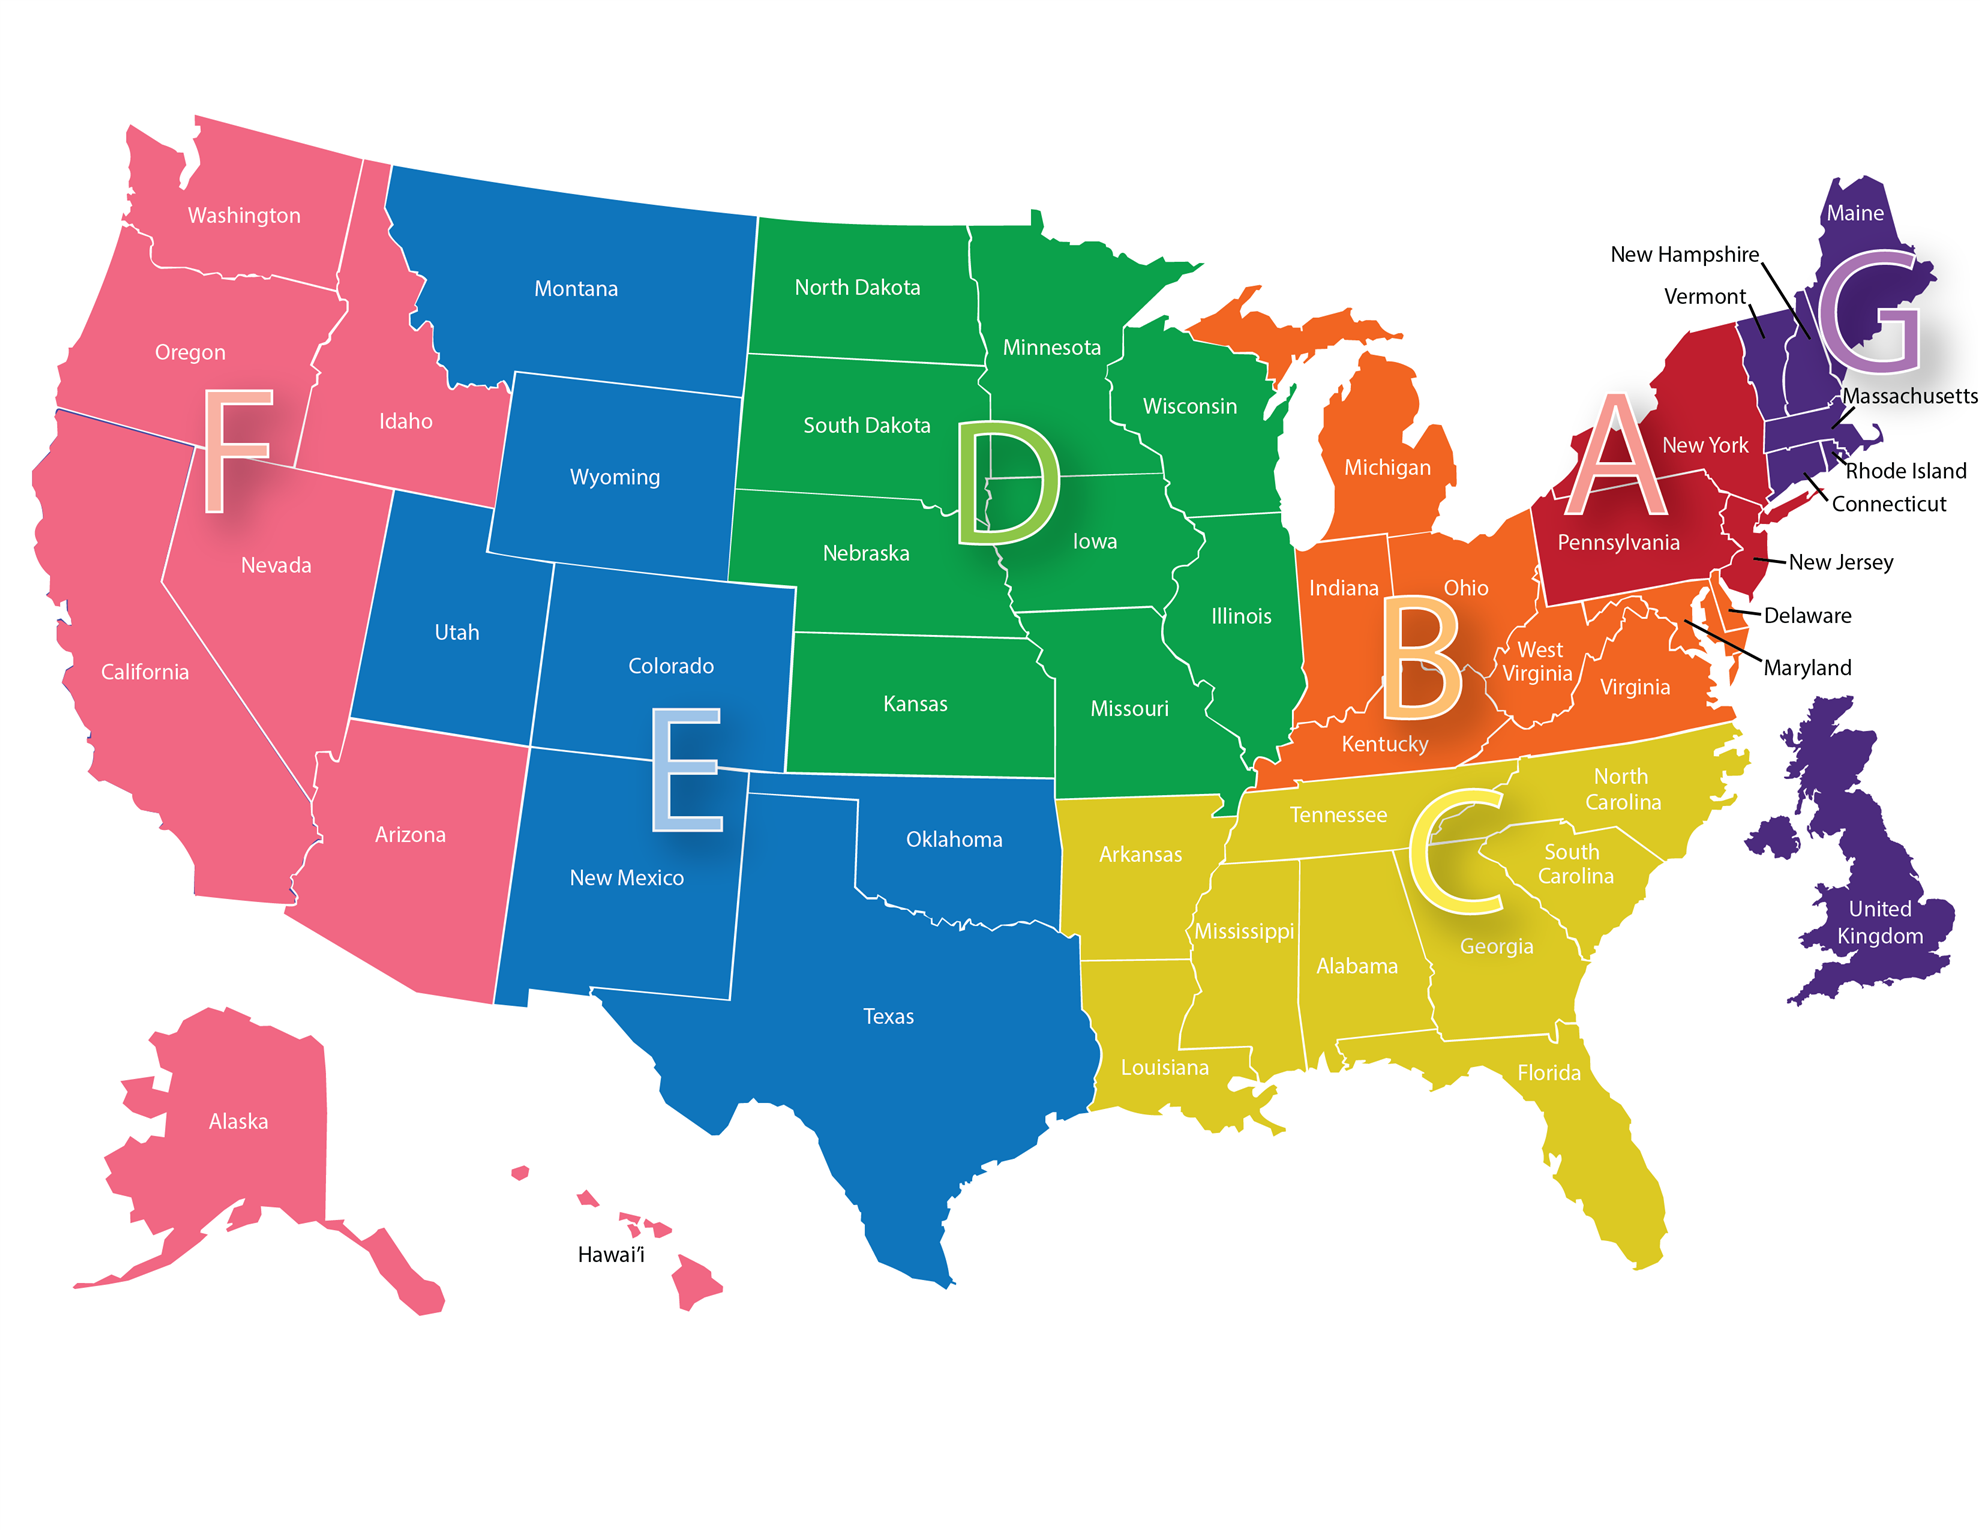 Washington
Oregon
Idaho
F
Nevada
California
Arizona
Alaska
Hawai’i
Montana
Wyoming
Utah
Colorado
E
New Mexico
Oklahoma
Texas
North Dakota
South Dakota
Nebraska
Kansas
Minnesota
D
Iowa
Missouri
Wisconsin
Illinois
Michigan
Indiana
Ohio
B
Kentucky
West
Virginia
Virginia
Delaware
Maryland
Tennessee
North
Carolina
South
Carolina
C
Arkansas
Mississippi
Alabama
Georgia
Louisiana
Florida
New York
A
Pennsylvania
New Jersey
Maine
G
New Hampshire
Vermont
Massachusetts
Rhode Island
Connecticut
United
Kingdom